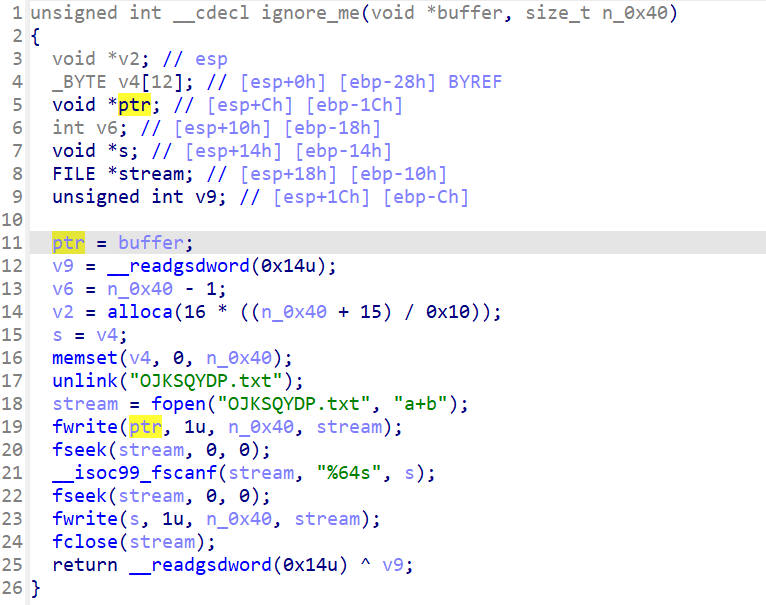 1 unsigned int __cdecl ignore_me(void *buffer, size_t n_0x40)
2 {
3   void *v2; // esp
4   _BYTE v4[12]; // [esp+0h] [ebp-28h] BYREF
5   void *ptr; // [esp+Ch] [ebp-1Ch]
6   int v6; // [esp+10h] [ebp-18h]
7   void *s; // [esp+14h] [ebp-14h]
8   FILE *stream; // [esp+18h] [ebp-10h]
9   unsigned int v9; // [esp+1Ch] [ebp-Ch]
10
11   ptr = buffer;
12   v9 = __readgsdword(0x14u);
13   v6 = n_0x40 - 1;
14   v2 = alloca(16 * ((n_0x40 + 15) / 0x10));
15   s = v4;
16   memset(v4, 0, n_0x40);
17   unlink("OJKSQYDP.txt");
18   stream = fopen("OJKSQYDP.txt", "a+b");
19   fwrite(ptr, 1u, n_0x40, stream);
20   fseek(stream, 0, 0);
21   __isoc99_fscanf(stream, "%64s", s);
22   fseek(stream, 0, 0);
23   fwrite(s, 1u, n_0x40, stream);
24   fclose(stream);
25   return __readgsdword(0x14u) ^ v9;
26 }